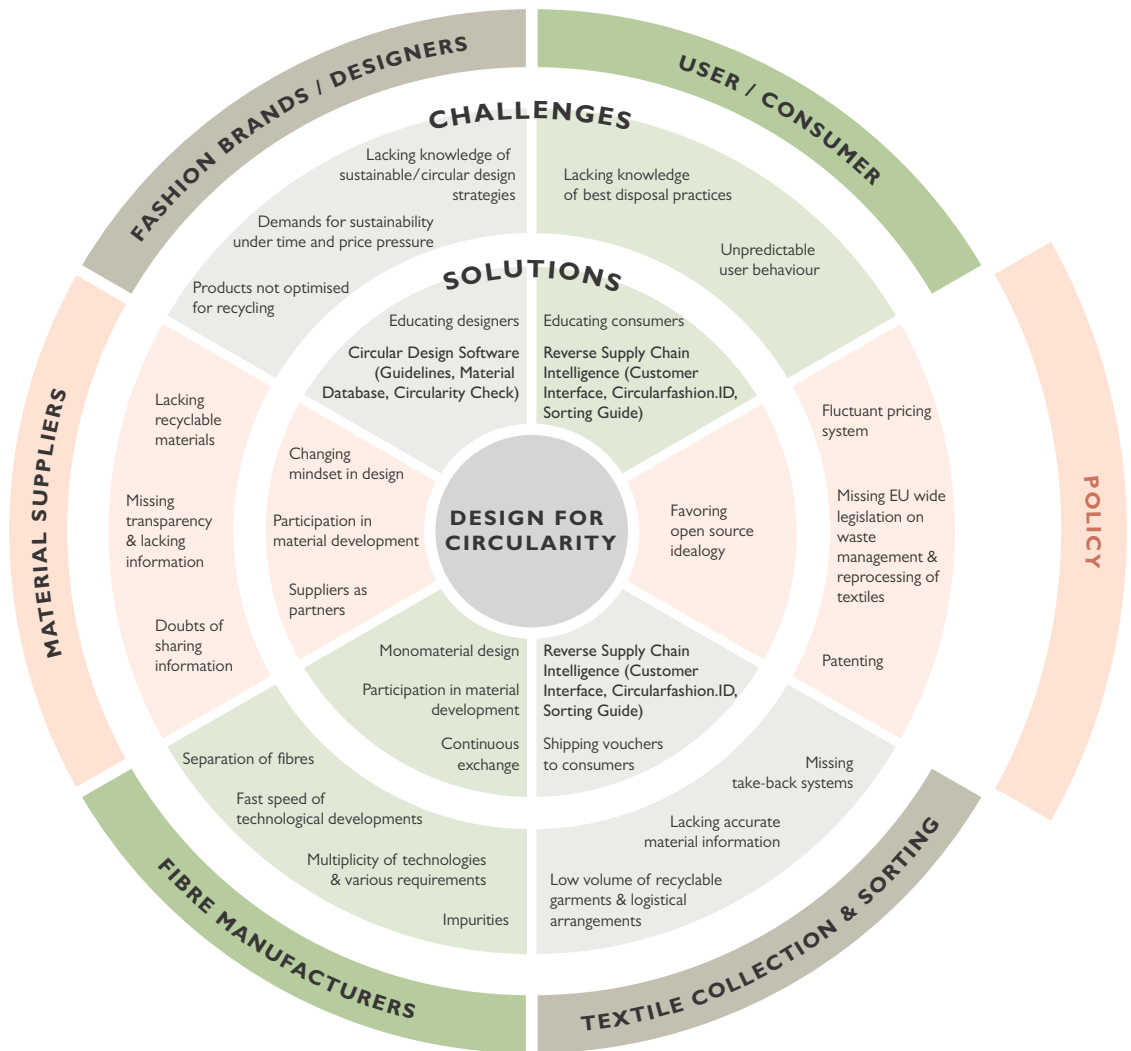 FASHION BRANDS / DESIGNERS
USER / CONSUMER
CHALLENGES
Lacking knowledge of
sustainable/circular design
strategies
Demands for sustainability
under time and price pressure
Products not optimised
for recycling
Lacking knowledge
of best disposal practices
Unpredictable
user behaviour
SOLUTIONS
Educating designers
Circular Design Software
(Guidelines, Material
Database, Circularity Check)
Educating consumers
Reverse Supply Chain
Intelligence (Customer
Interface, Circularfashion.ID,
Sorting Guide)
MATERIAL SUPPLIERS
Lacking
recyclable
materials
Missing
transparency
& lacking
information
Doubts of
sharing
information
Changing
mindset in design
Participation in
material development
Suppliers as
partners
DESIGN FOR
CIRCULARITY
Favoring
open source
idealogy
Fluctuant pricing
system
Missing EU wide
legislation on
waste
management &
reprocessing of
textiles
Patenting
POLICY
Monomaterial design
Participation in material
development
Continuous
exchange
Reverse Supply Chain
Intelligence (Customer
Interface, Circularfashion.ID,
Sorting Guide)
Shipping vouchers
to consumers
Separation of fibres
Fast speed of
technological developments
Multiplicity of technologies
& various requirements
Impurities
Missing
take-back systems
Lacking accurate
material information
Low volume of recyclable
garments & logistical
arrangements
FIBRE MANUFACTURERS
TEXTILE COLLECTION & SORTING